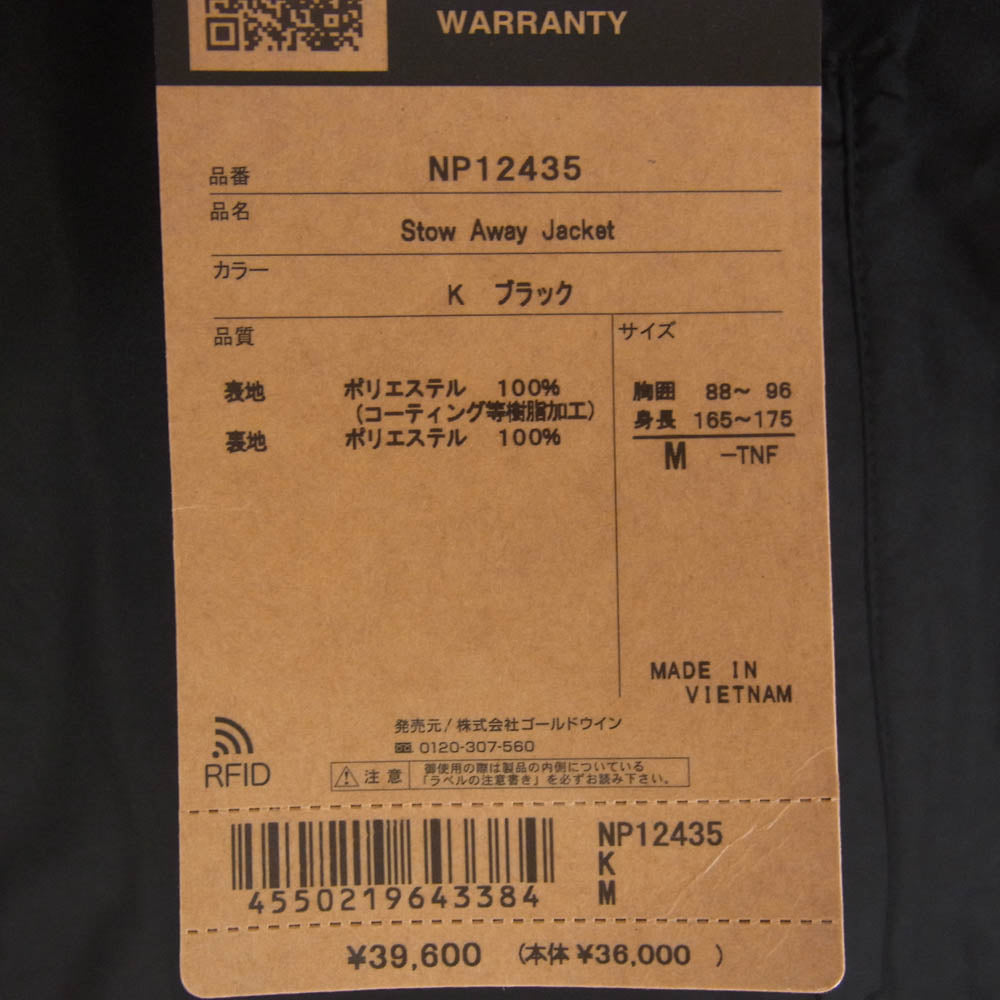 WARRANTY
品番 NP12435
品名
Stow Away Jacket
カラー
K ブラック
品質
サイズ
表地 ポリエステル 100%
(コーティング等樹脂加工)
裏地 ポリエステル 100%
胸囲 88～ 96
身長 165～175
M -TNF
MADE IN
VIETNAM
発売元/株式会社ゴールドウイン
0120-307-560
RFID
注意
御使用の際は製品の内側についている
「ラベルの注意書き」を必ずお読み下さい。
4550219643384
NP12435
K
M
¥39,600 (本体 ¥36,000 )